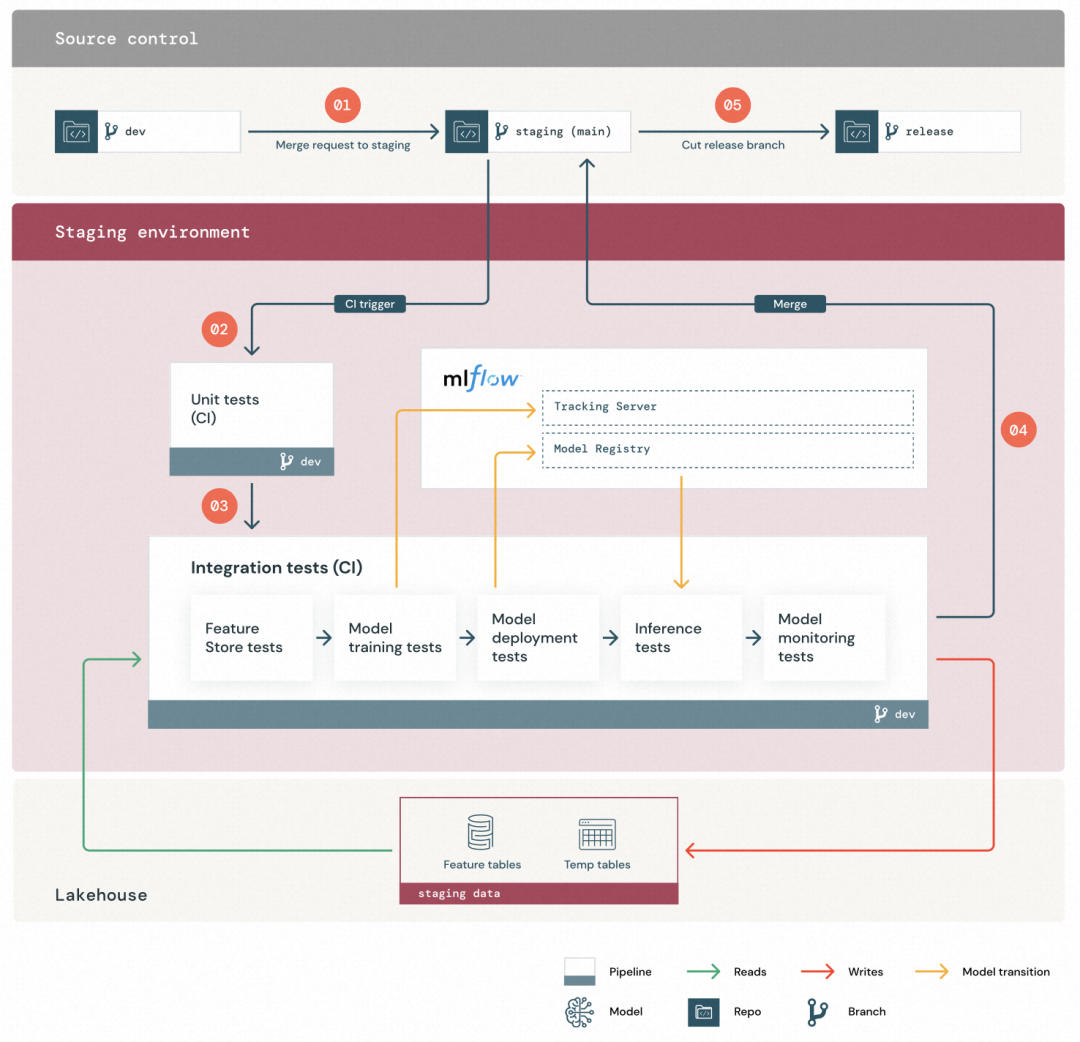 Source control
01
05
dev
staging (main)
release
Merge request to staging
Cut release branch
Staging environment
CI trigger
Merge
02
Unit tests
(CI)
dev
mlflow
Tracking Server
Model Registry
04
03
Integration tests (CI)
Feature
Store tests
Model
training tests
Model
deployment
tests
Inference
tests
Model
monitoring
tests
dev
Feature tables
Temp tables
staging data
Lakehouse
Pipeline
Reads
Writes
Model transition
Model
Repo
Branch